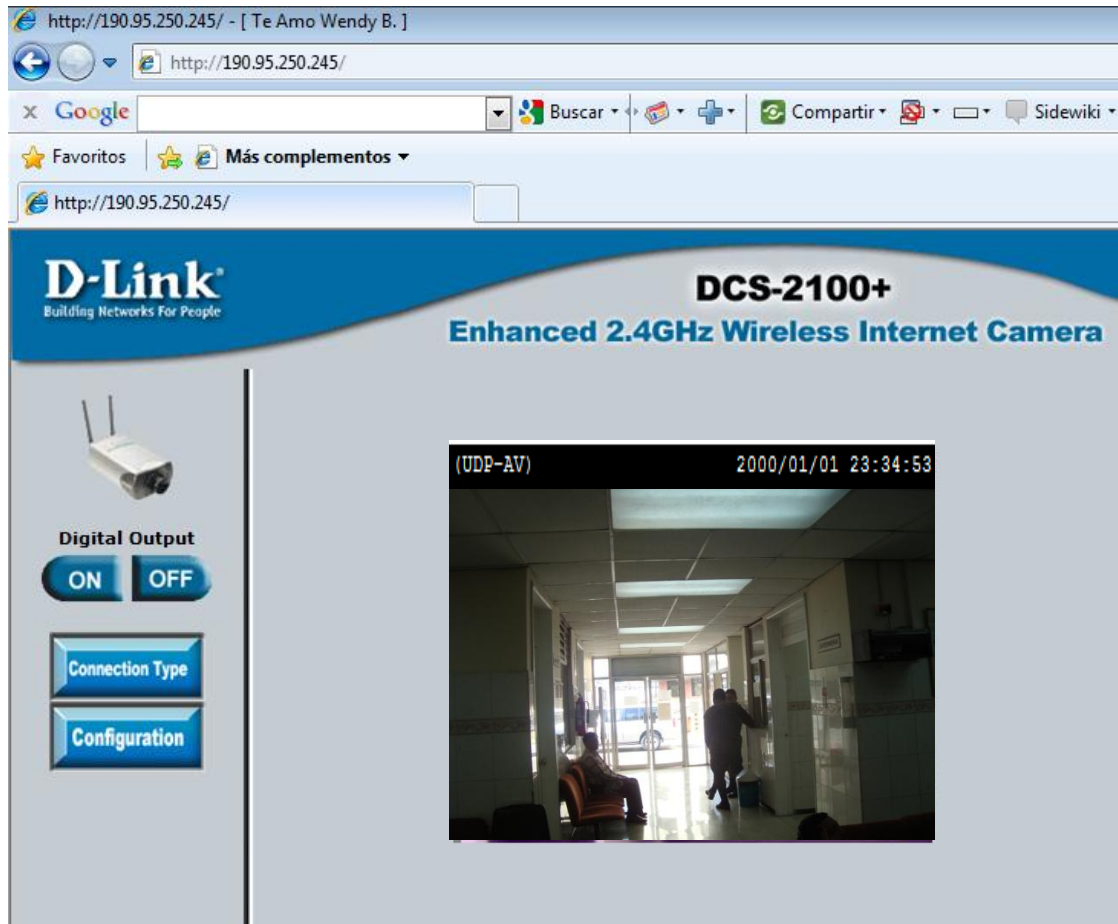 http://190.95.250.245/ - [ Te Amo Wendy B. ]
http://190.95.250.245/
x Google Buscar Compartir Sidewiki
Favoritos Más complementos
http://190.95.250.245/
D-Link
Building Networks For People
DCS-2100+
Enhanced 2.4GHz Wireless Internet Camera
(UDP-AV) 2000/01/01 23:34:53
Digital Output
ON OFF
Connection Type
Configuration